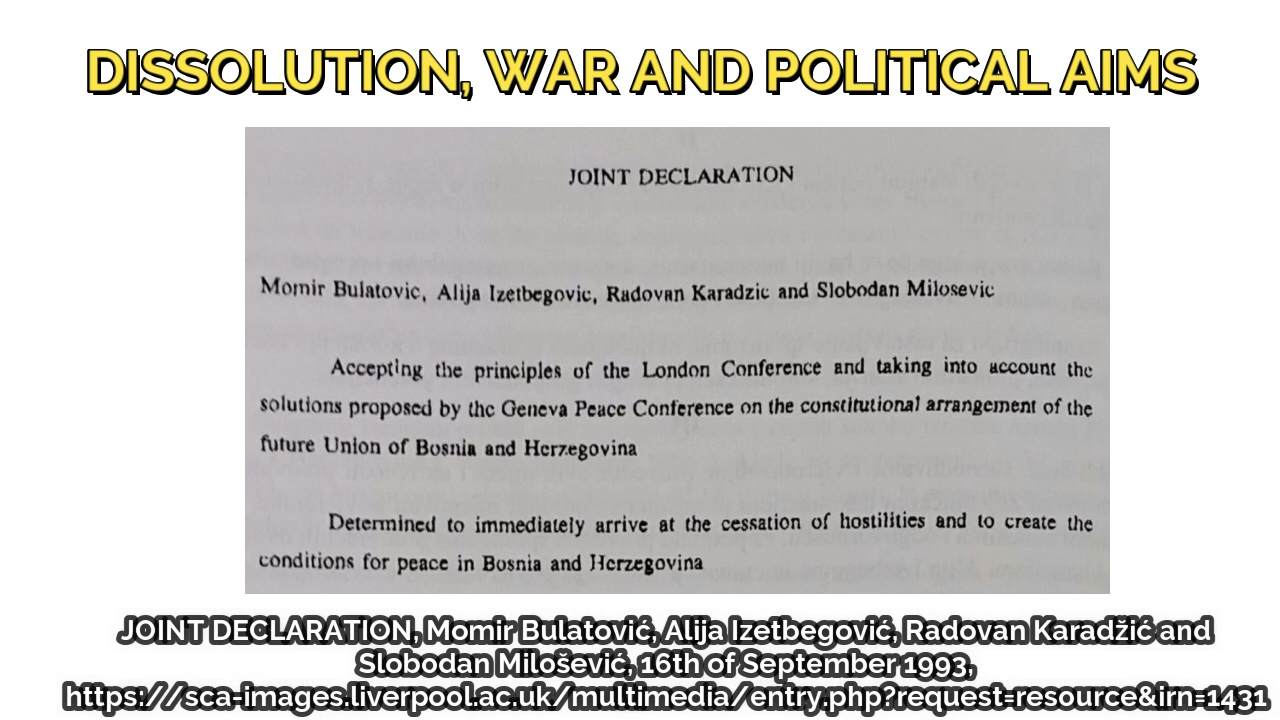 DISSOLUTION, WAR AND POLITICAL AIMS
JOINT DECLARATION
Momir Bulatovic, Alija Izetbegovic, Radovan Karadzic and Slobodan Milosevic
Accepting the principles of the London Conference and taking into account the
solutions proposed by the Geneva Peace Conference on the constitutional arrangement of the
future Union of Bosnia and Herzegovina
Determined to immediately arrive at the cessation of hostilities and to create the
conditions for peace in Bosnia and Herzegovina
JOINT DECLARATION, Momir Bulatović, Alija Izetbegović, Radovan Karadžić and
Slobodan Milošević, 16th of September 1993,
https://sca-images.liverpool.ac.uk/multimedia/entry.php?request=resource&irn=1431